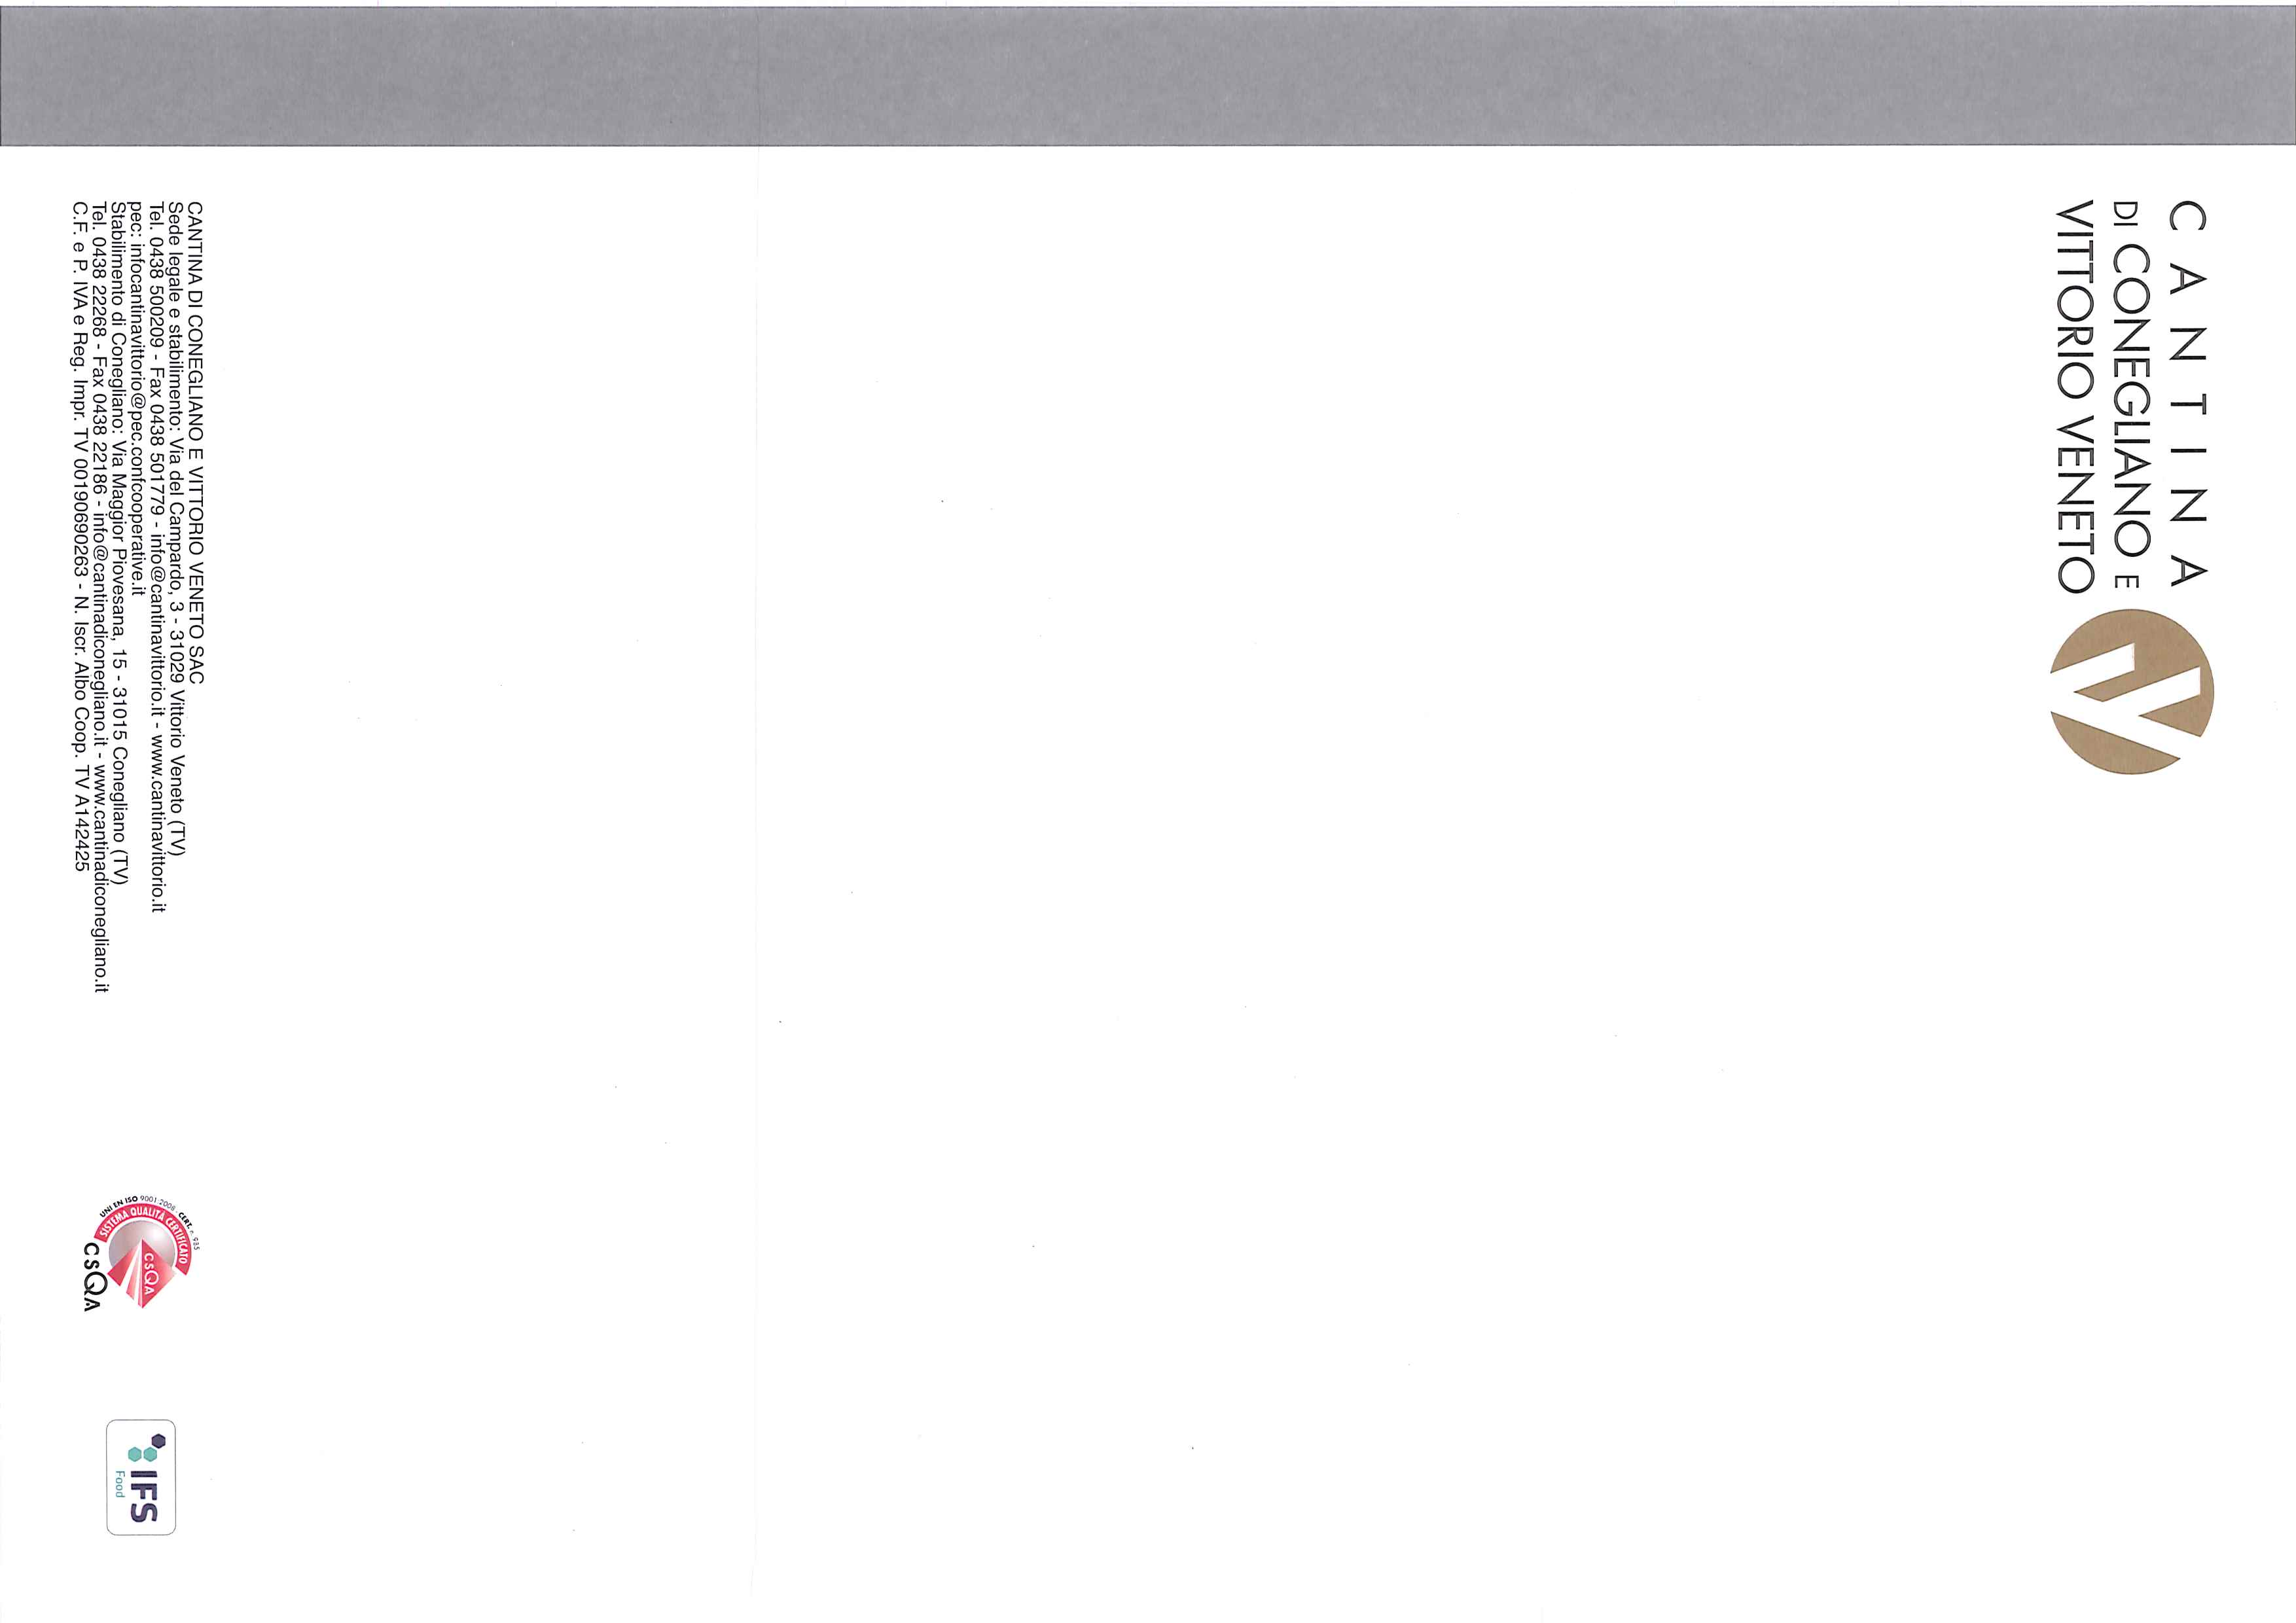 CANTINA
DI CONEGLIANO E
VITTORIO VENETO
CANTINA DI CONEGLIANO E VITTORIO VENETO SAC
Sede legale e stabilimento: Via del Campardo, 3 - 31029 Vittorio Veneto (TV)
Tel. 0438 500209 - Fax 0438 501779 - info@cantinavittorio.it - www.cantinavittorio.it
pec: infocantinavittorio@pec.confcooperative.it
Stabilimento di Conegliano: Via Maggior Piovesana, 15 - 31015 Conegliano (TV)
Tel. 0438 22268 - Fax 0438 22186 - info@cantinadiconegliano.it - www.cantinadiconegliano.it
C.F. e P. IVA e Reg. Impr. TV 00190690263 - N. Iscr. Albo Coop. TV A142425
UNI EN ISO 9001:2008 - CERT. n. 935
SISTEMA QUALITÀ CERTIFICATO
CSQA
CSQA
IFS
Food